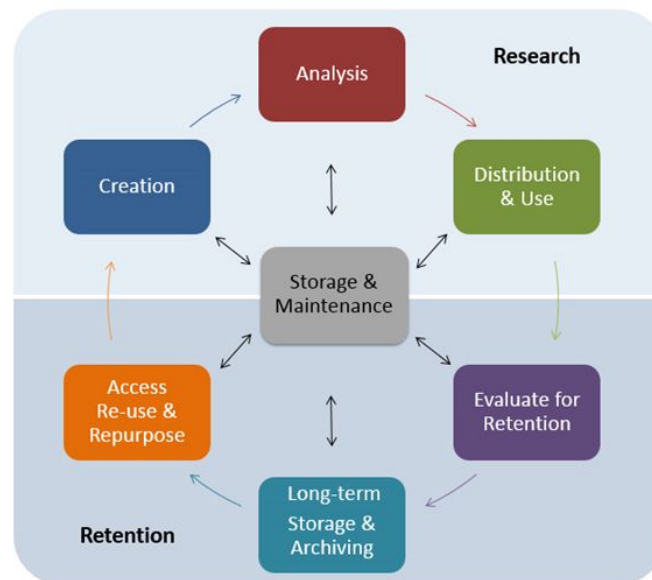 Analysis
Research
Creation
Distribution
& Use
Storage &
Maintenance
Access
Re-use &
Repurpose
Evaluate for
Retention
Long-term
Storage &
Archiving
Retention